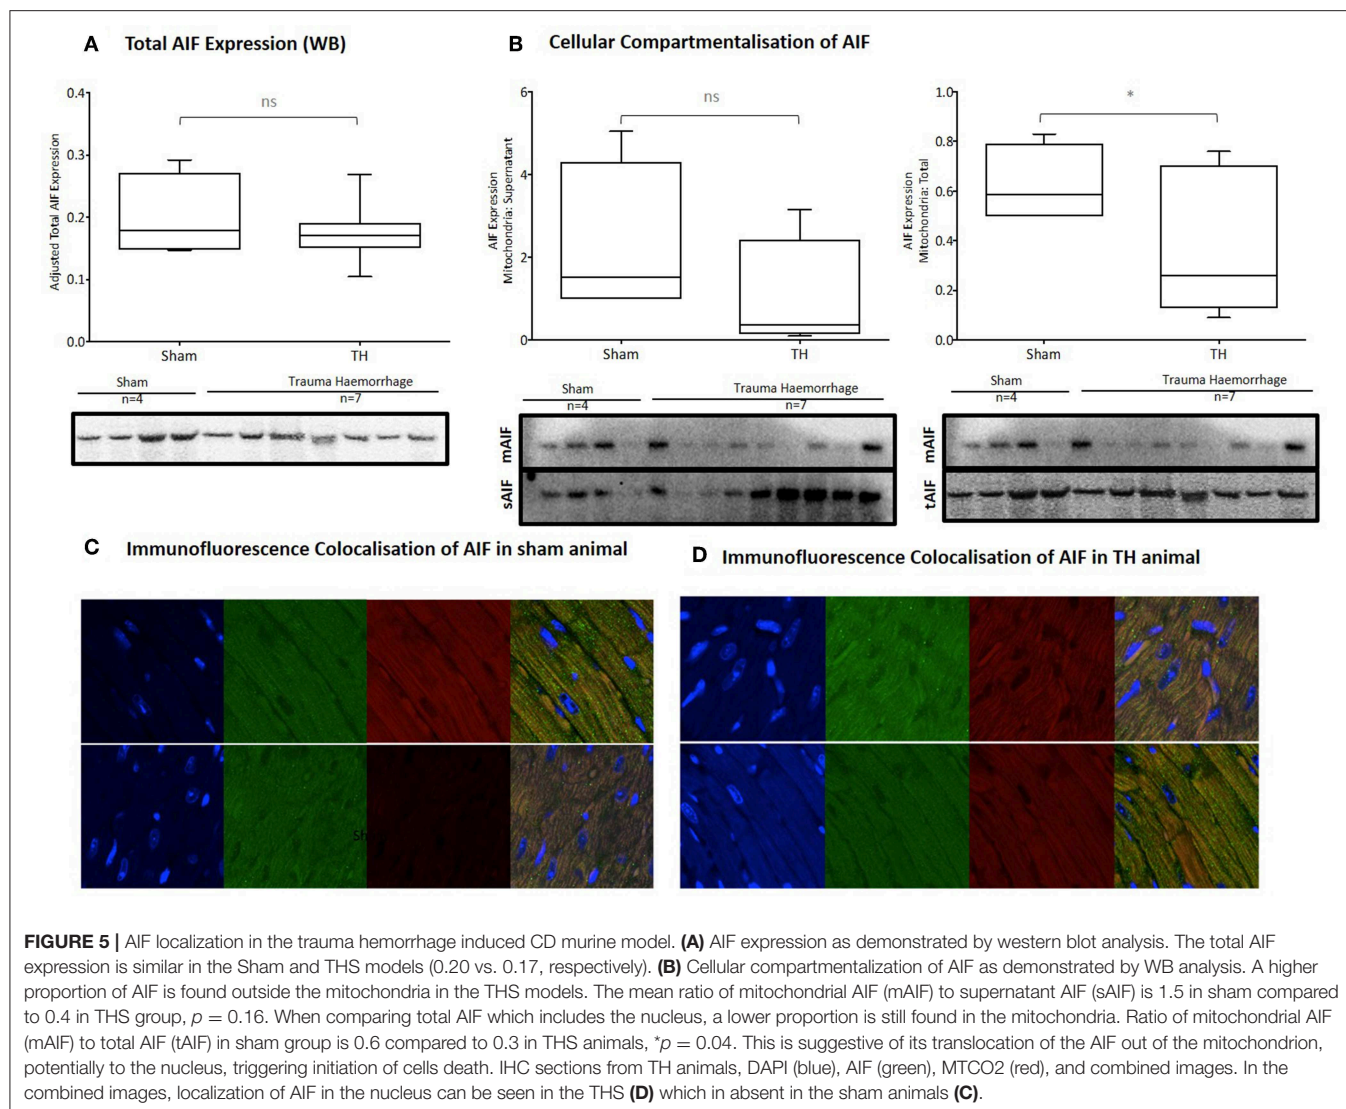 A Total AIF Expression (WB)
B Cellular Compartmentalisation of AIF
Adjusted Total AIF Expression
0.4
0.3
0.2
0.1
0.0
ns
Sham TH
AIF Expression
Mitochondria: Supernatant
6
4
2
0
ns
Sham TH
AIF Expression
Mitochondria: Total
1.0
0.8
0.6
0.4
0.2
0.0
*
Sham TH
Sham Trauma Haemorrhage
n=4 n=7
Sham Trauma Haemorrhage
n=4 n=7
mAIF
sAIF
Sham Trauma Haemorrhage
n=4 n=7
mAIF
tAIF
C Immunofluorescence Colocalisation of AIF in sham animal
D Immunofluorescence Colocalisation of AIF in TH animal
FIGURE 5 | AIF localization in the trauma hemorrhage induced CD murine model. (A) AIF expression as demonstrated by western blot analysis. The total AIF
expression is similar in the Sham and THS models (0.20 vs. 0.17, respectively). (B) Cellular compartmentalization of AIF as demonstrated by WB analysis. A higher
proportion of AIF is found outside the mitochondria in the THS models. The mean ratio of mitochondrial AIF (mAIF) to supernatant AIF (sAIF) is 1.5 in sham compared
to 0.4 in THS group, p = 0.16. When comparing total AIF which includes the nucleus, a lower proportion is still found in the mitochondria. Ratio of mitochondrial AIF
(mAIF) to total AIF (tAIF) in sham group is 0.6 compared to 0.3 in THS animals, *p = 0.04. This is suggestive of its translocation of the AIF out of the mitochondrion,
potentially to the nucleus, triggering initiation of cells death. IHC sections from TH animals, DAPI (blue), AIF (green), MTCO2 (red), and combined images. In the
combined images, localization of AIF in the nucleus can be seen in the THS (D) which in absent in the sham animals (C).